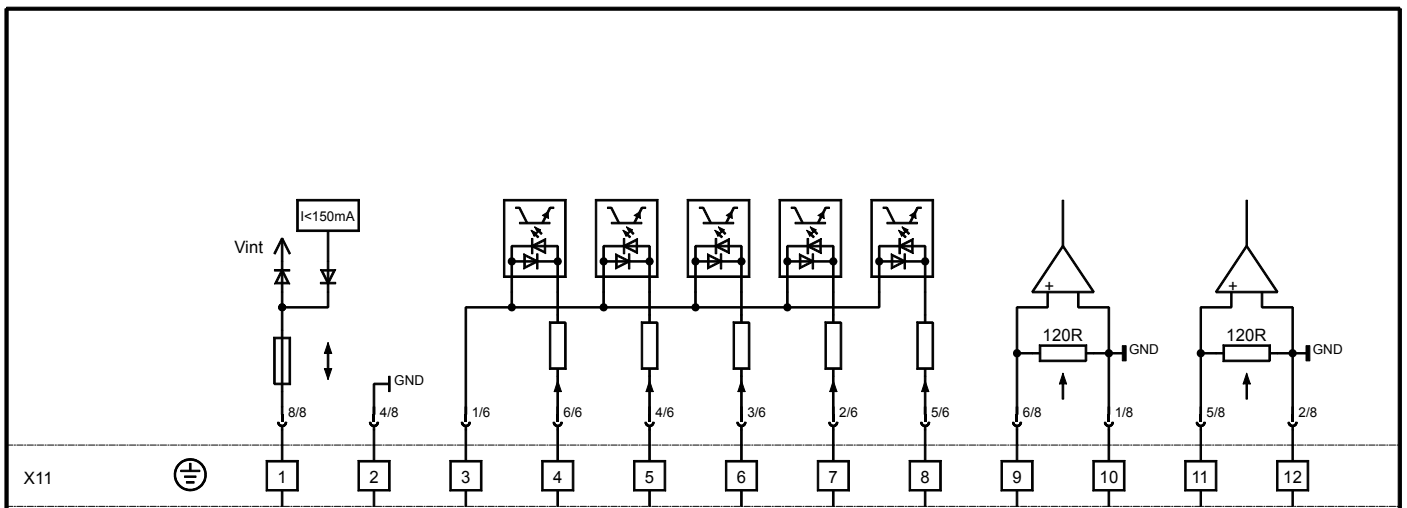 I<150mA
Vint
+ +
120R 120R
GND GND
GND
8/8 4/8 1/6 6/6 4/6 3/6 2/6 5/6 6/8 1/8 5/8 2/8
X11 1 2 3 4 5 6 7 8 9 10 11 12